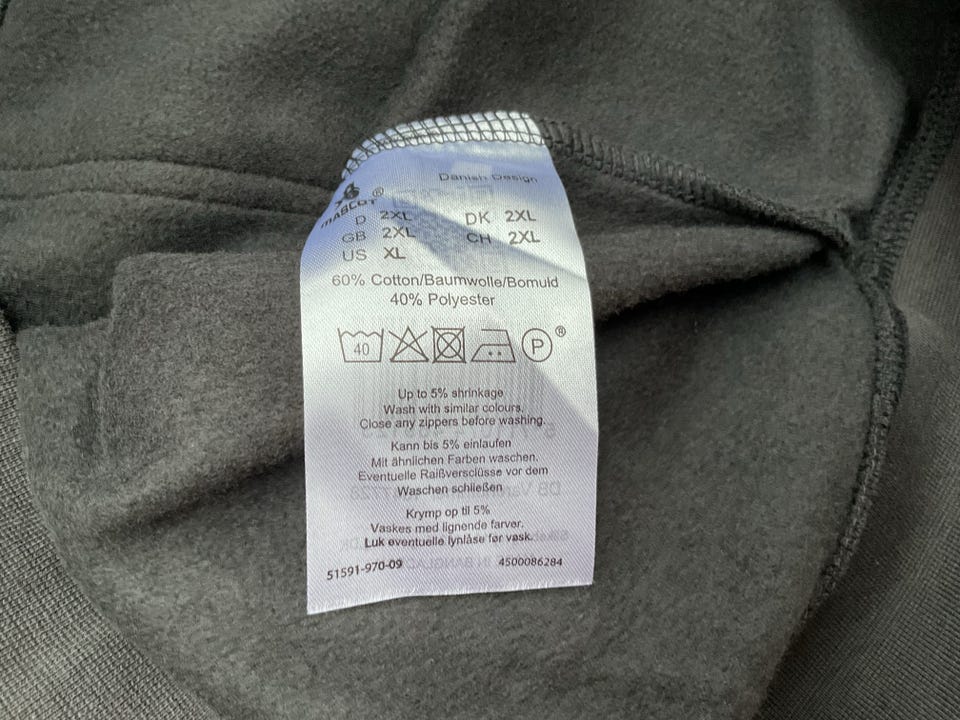 MASCOT®
Danish Design
D 2XL DK 2XL
GB 2XL CH 2XL
US XL
60% Cotton/Baumwolle/Bomuld
40% Polyester
40 P ®
Up to 5% shrinkage
Wash with similar colours.
Close any zippers before washing.
Kann bis 5% einlaufen
Mit ähnlichen Farben waschen.
Eventuelle Raißversclüsse vor dem
Waschen schließen
Krymp op til 5%
Vaskes med lignende farver.
Luk eventuelle lynlåse før vask.
51591-970-09 4500086284